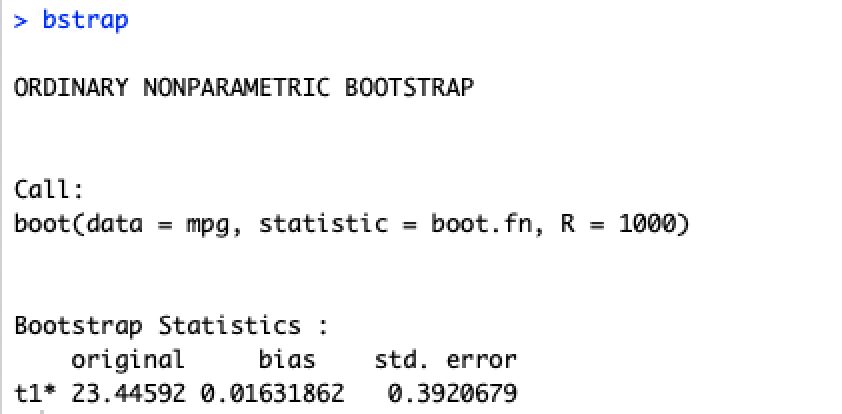 > bstrap
ORDINARY NONPARAMETRIC BOOTSTRAP
Call:
boot(data = mpg, statistic = boot.fn, R = 1000)
Bootstrap Statistics :
    original     bias    std. error
t1* 23.44592 0.01631862   0.3920679